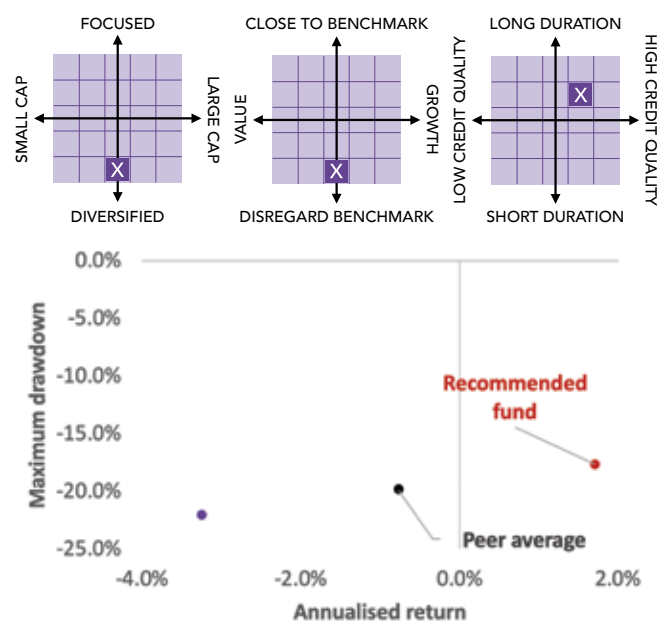 FOCUSED
SMALL CAP
LARGE CAP
X
DIVERSIFIED
CLOSE TO BENCHMARK
VALUE
GROWTH
X
DISREGARD BENCHMARK
LONG DURATION
LOW CREDIT QUALITY
HIGH CREDIT
QUALITY
X
SHORT DURATION
Maximum drawdown
0.0%
-5.0%
-10.0%
-15.0%
-20.0%
-25.0%
Recommended
fund
Peer average
-4.0%
-2.0%
0.0%
2.0%
Annualised return